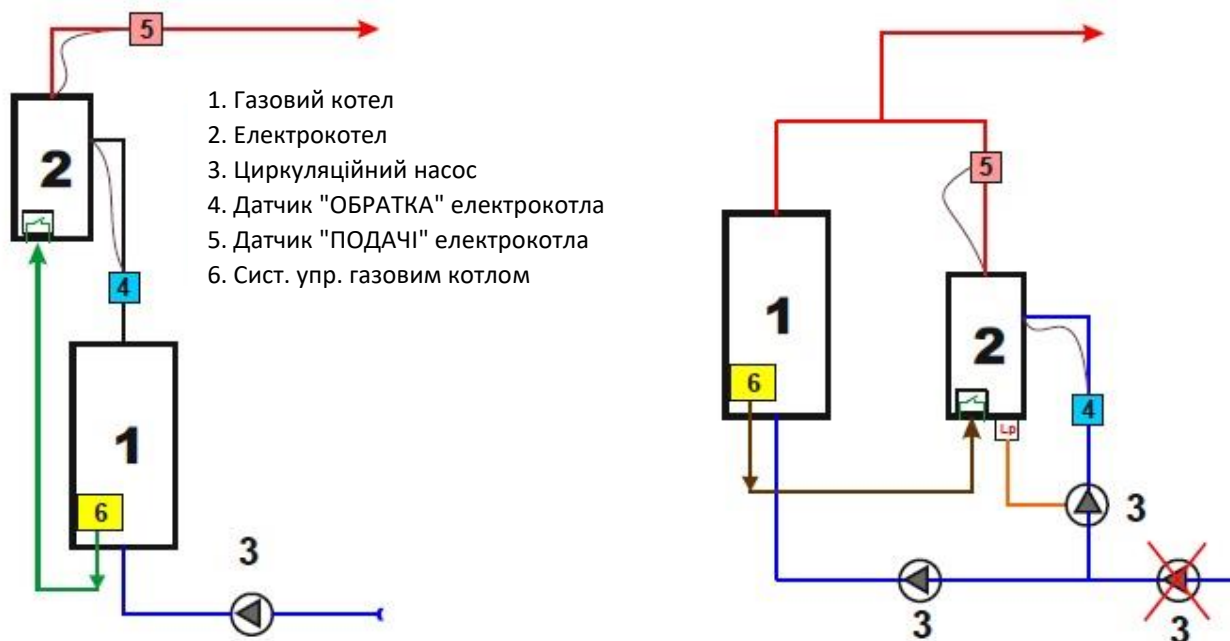 5
1. Газовий котел
2. Електрокотел
3. Циркуляційний насос
4. Датчик "ОБРАТКА" електрокотла
5. Датчик "ПОДАЧІ" електрокотла
6. Сист. упр. газовим котлом
2
4
1
6
3
5
1
2
6
4
Lp
3
3
3